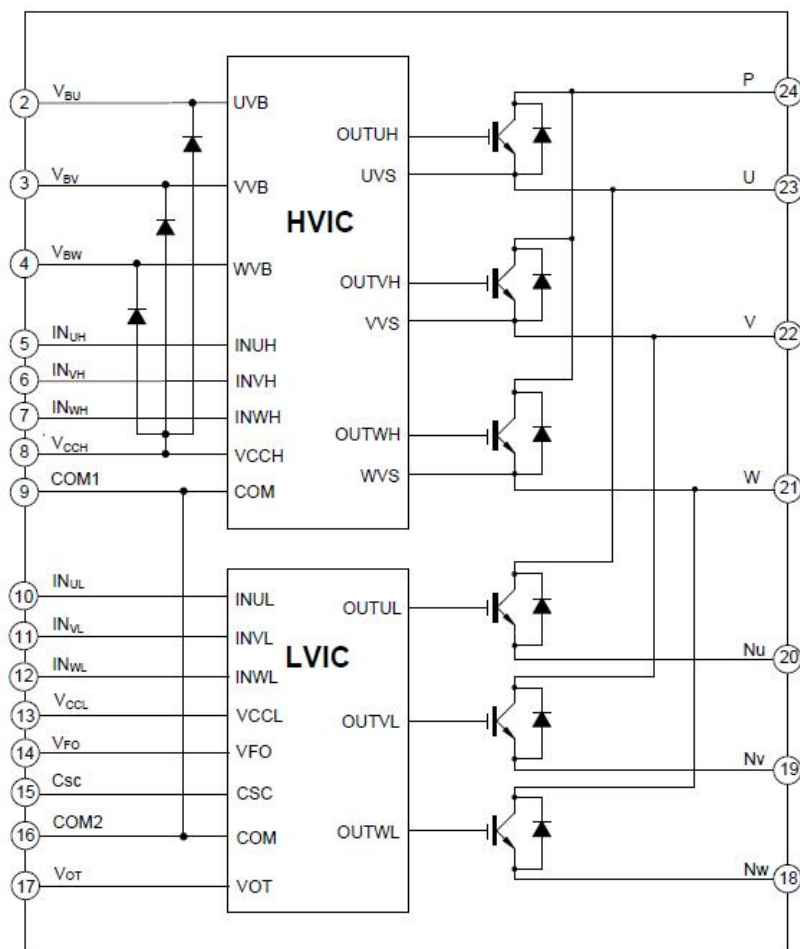 2 VBU UVB
3 VBV VVB
4 VBW WVB
5 INUH INUH
6 INVH INVH
7 INWH INWH
8 VCCH VCCH
9 COM1 COM
HVIC
OUTUH
UVS
OUTVH
VVS
OUTWH
WVS
P 24
U 23
V 22
W 21
10 INUL INUL
11 INVL INVL
12 INWL INWL
13 VCCL VCCL
14 VFO VFO
15 CSC CSC
16 COM2 COM
17 VOT VOT
LVIC
OUTUL
OUTVL
OUTWL
Nu 20
Nv 19
Nw 18